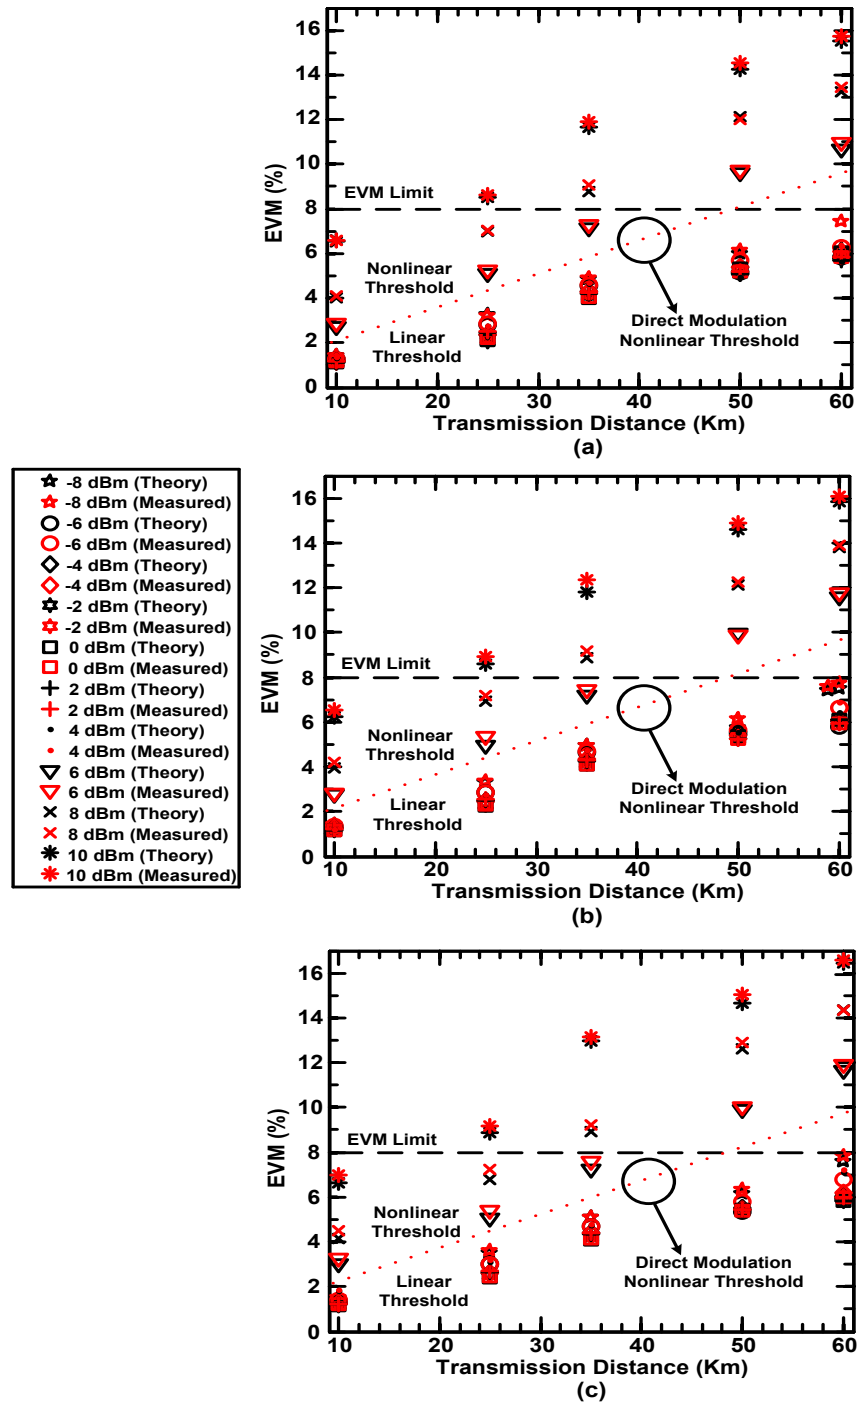 16
14
12
10
8
6
4
2
0
EVM (%)
EVM Limit
Nonlinear
Threshold
Linear
Threshold
Direct Modulation
Nonlinear Threshold
10 20 30 40 50 60
Transmission Distance (Km)
(a)
-8 dBm (Theory)
-8 dBm (Measured)
-6 dBm (Theory)
-6 dBm (Measured)
-4 dBm (Theory)
-4 dBm (Measured)
-2 dBm (Theory)
-2 dBm (Measured)
0 dBm (Theory)
0 dBm (Measured)
2 dBm (Theory)
2 dBm (Measured)
4 dBm (Theory)
4 dBm (Measured)
6 dBm (Theory)
6 dBm (Measured)
8 dBm (Theory)
8 dBm (Measured)
10 dBm (Theory)
10 dBm (Measured)
16
14
12
10
8
6
4
2
0
EVM (%)
EVM Limit
Nonlinear
Threshold
Linear
Threshold
Direct Modulation
Nonlinear Threshold
10 20 30 40 50 60
Transmission Distance (Km)
(b)
16
14
12
10
8
6
4
2
0
EVM (%)
EVM Limit
Nonlinear
Threshold
Linear
Threshold
Direct Modulation
Nonlinear Threshold
10 20 30 40 50 60
Transmission Distance (Km)
(c)